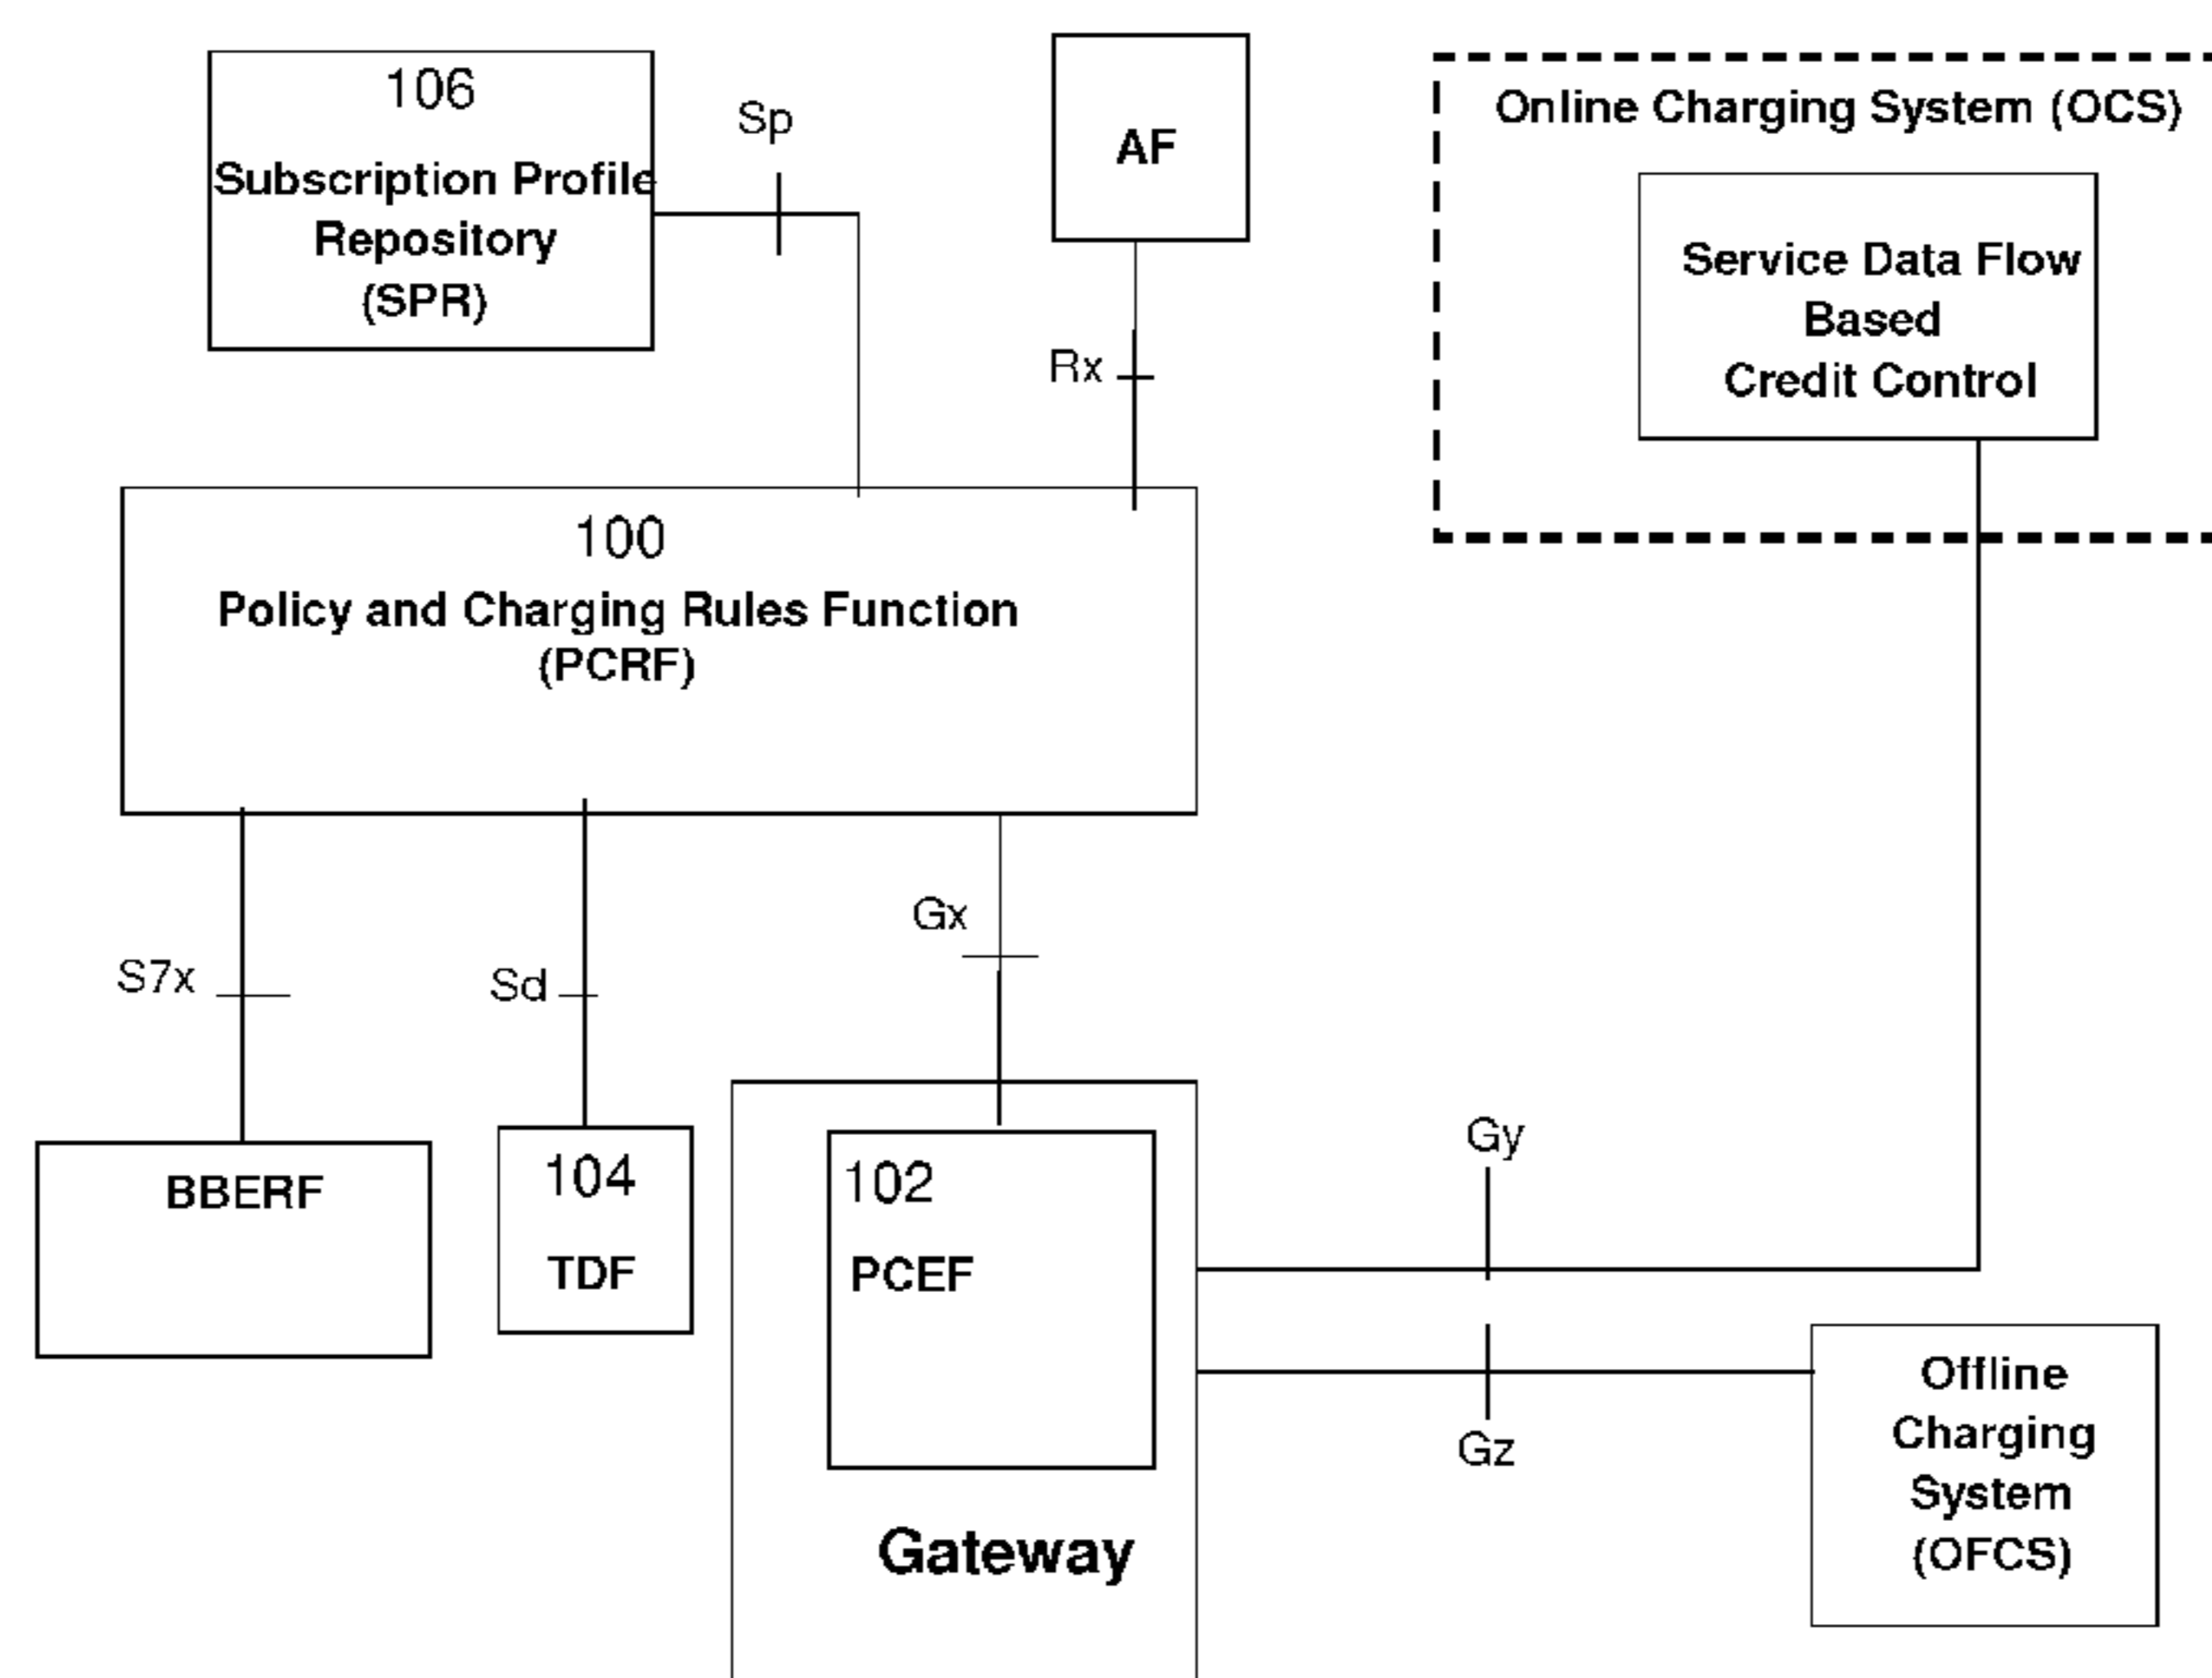 106
Subscription Profile
Repository
(SPR)
Sp
AF
Online Charging System (OCS)
Service Data Flow
Based
Credit Control
Rx
100
Policy and Charging Rules Function
(PCRF)
S7x
Sd
Gx
BBERF
104
TDF
102
PCEF
Gateway
Gy
Gz
Offline
Charging
System
(OFCS)